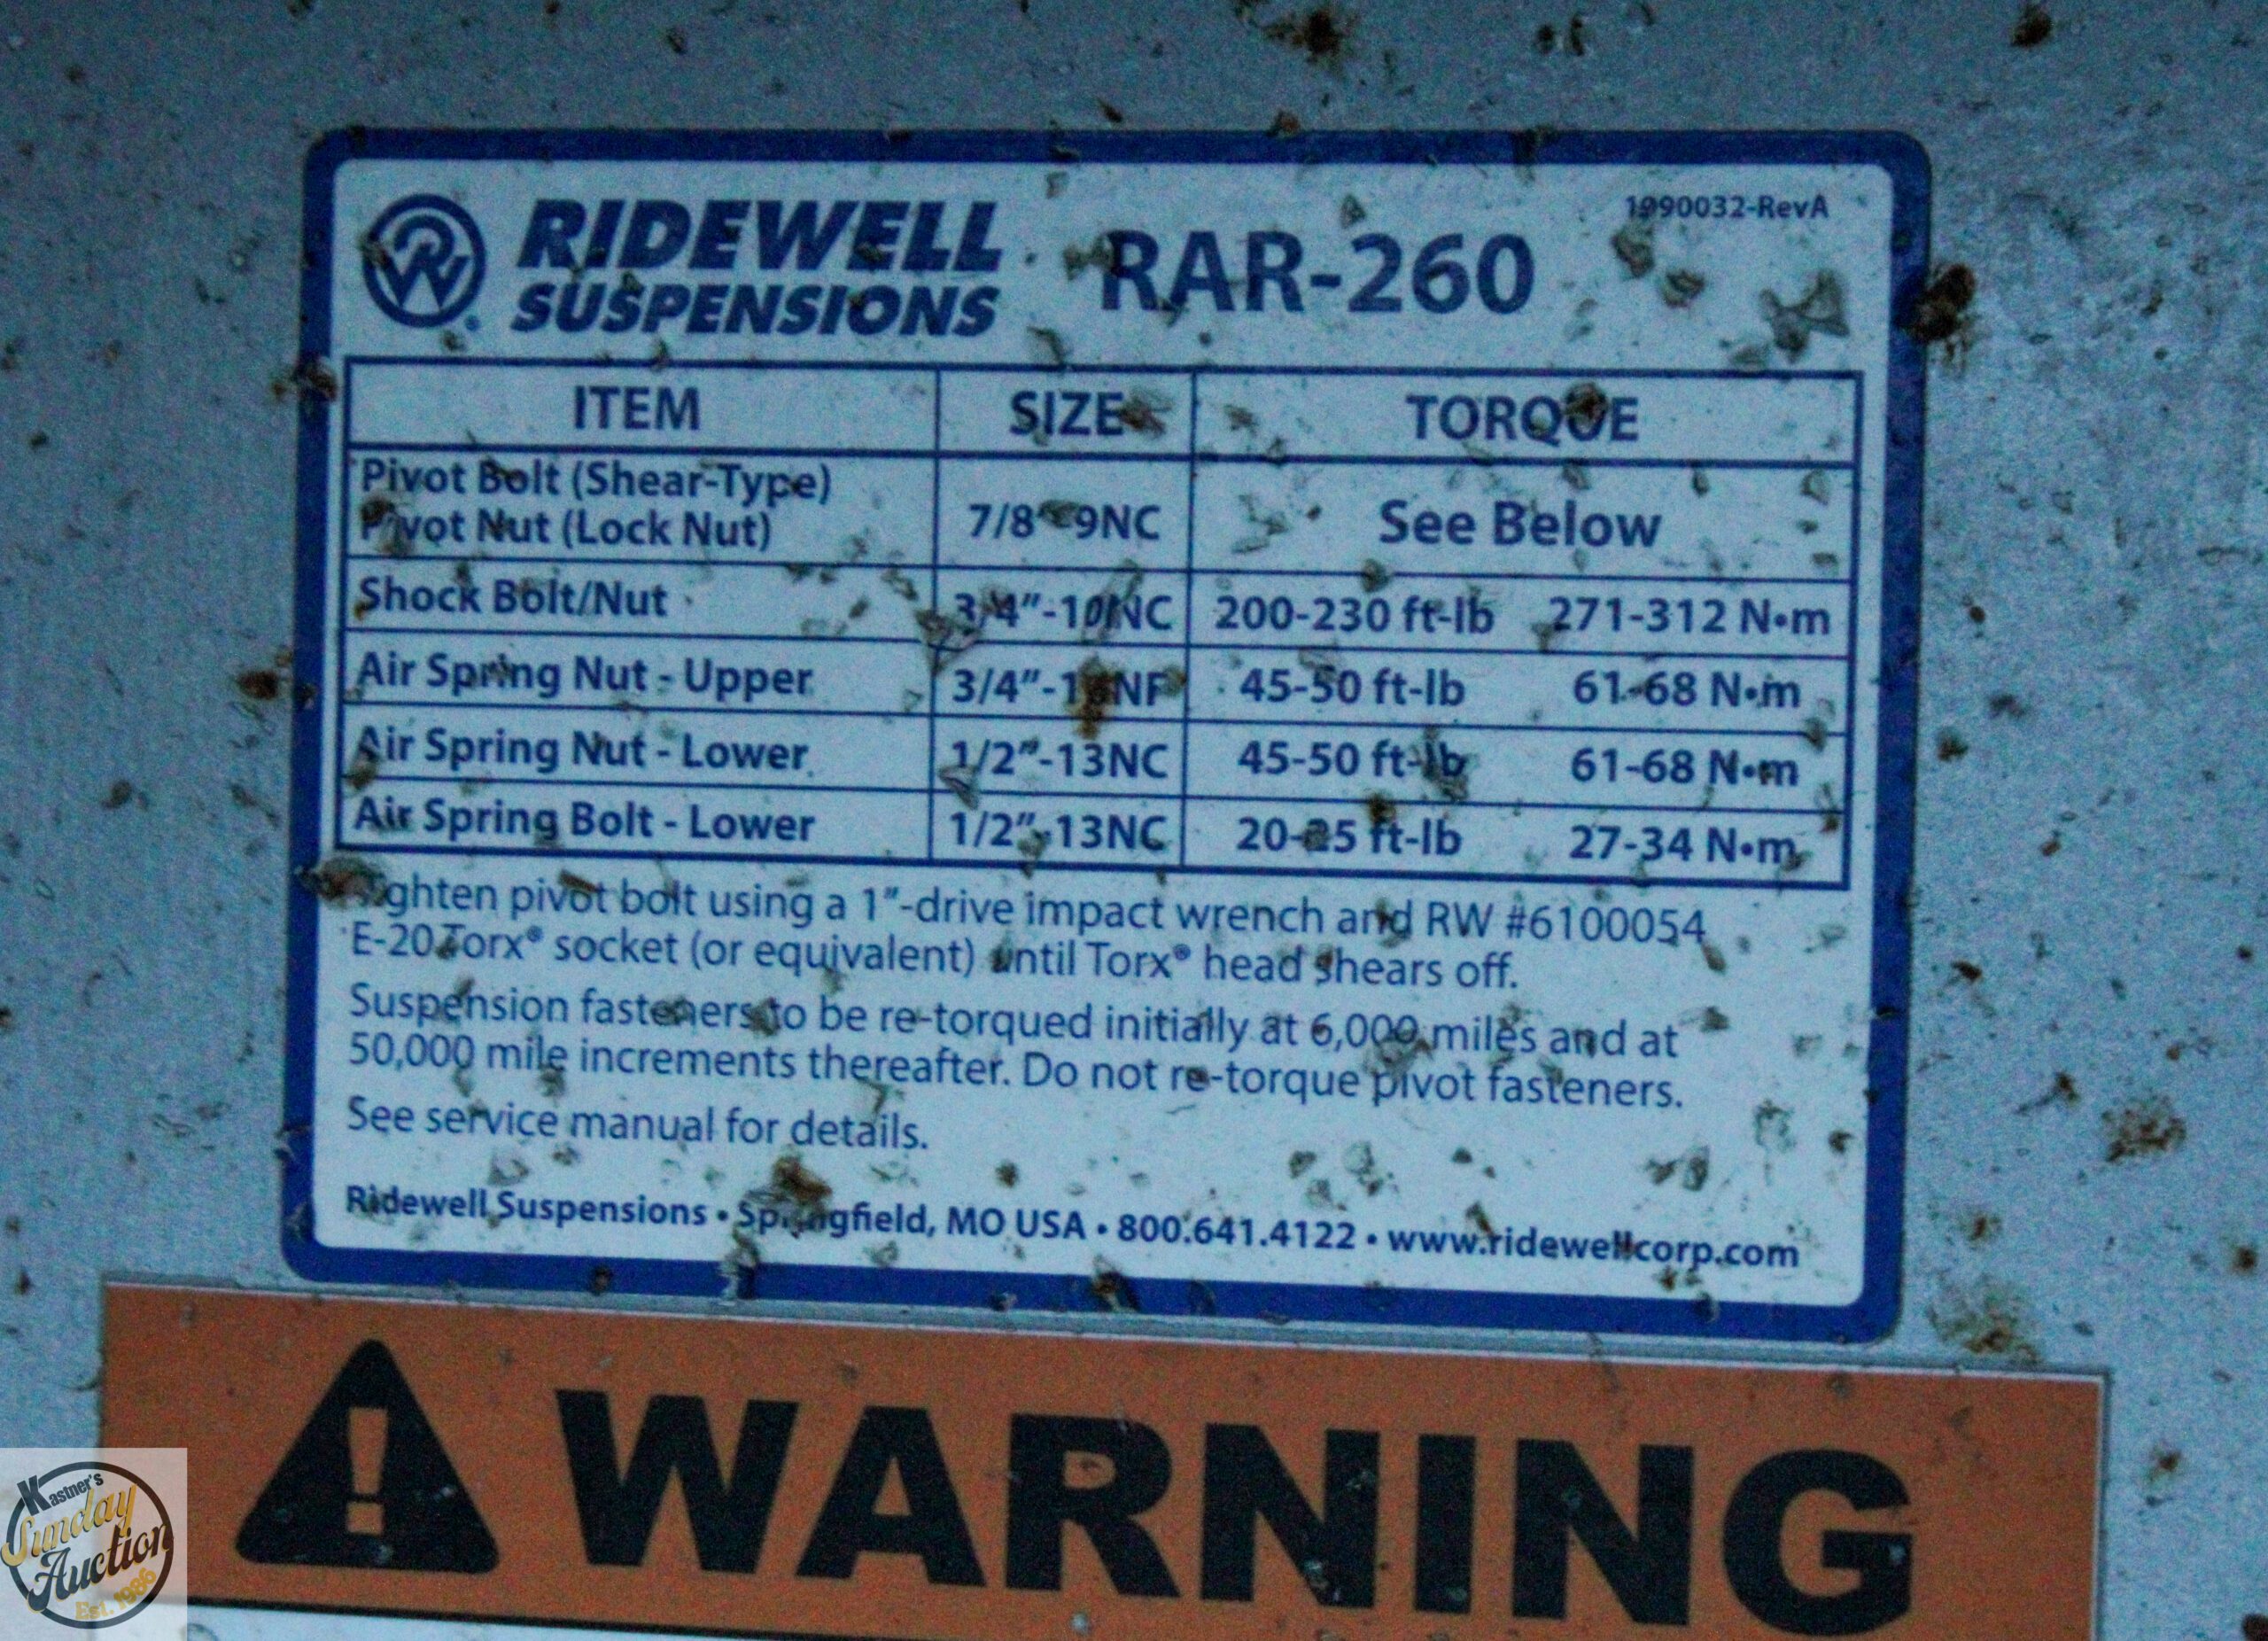 RIDEWELL
SUSPENSIONS
RAR-260
1990032-RevA
ITEM SIZE TORQUE
Pivot Bolt (Shear-Type)
Pivot Nut (Lock Nut)
7/8"-9NC See Below
Shock Bolt/Nut 3/4"-10NC 200-230 ft-lb 271-312 N•m
Air Spring Nut - Upper 3/4"-16NF 45-50 ft-lb 61-68 N•m
Air Spring Nut - Lower 1/2"-13NC 45-50 ft-lb 61-68 N•m
Air Spring Bolt - Lower 1/2"-13NC 20-25 ft-lb 27-34 N•m
Tighten pivot bolt using a 1"-drive impact wrench and RW #6100054
E-20 Torx® socket (or equivalent) until Torx® head shears off.
Suspension fasteners to be re-torqued initially at 6,000 miles and at
50,000 mile increments thereafter. Do not re-torque pivot fasteners.
See service manual for details.
Ridewell Suspensions • Springfield, MO USA • 800.641.4122 • www.ridewellcorp.com
WARNING
Kastner's
Sunday
Auction
Est. 1986